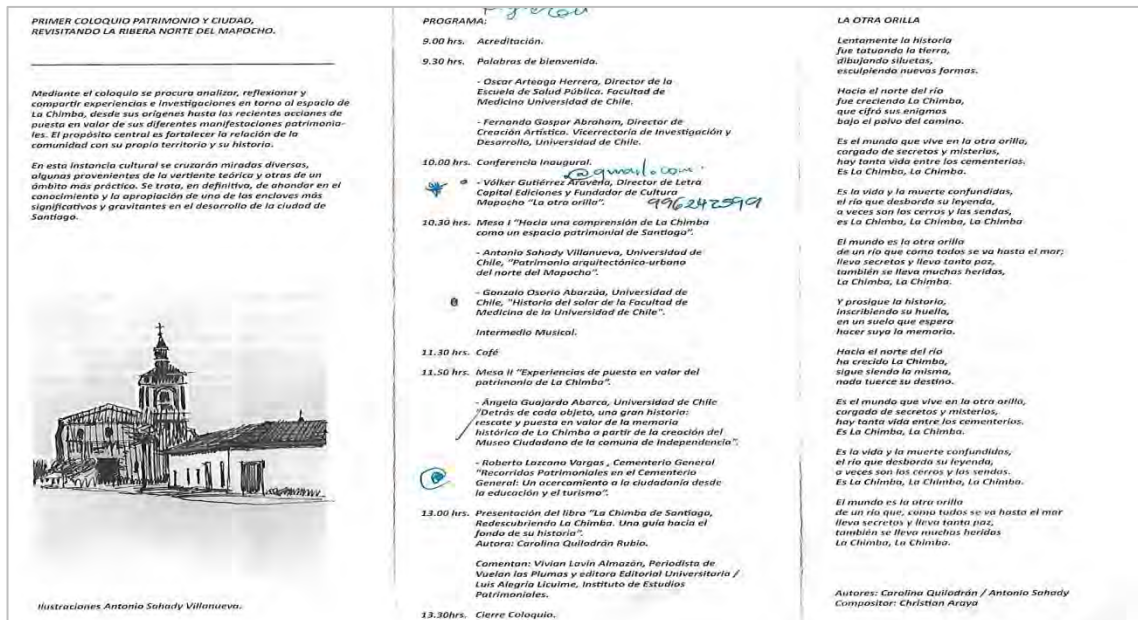 PRIMER COLOQUIO PATRIMONIO Y CIUDAD,
REVISITANDO LA RIBERA NORTE DEL MAPOCHO.
Mediante el coloquio se procura analizar, reflexionar y
compartir experiencias e investigaciones en torno al espacio de
La Chimba, desde sus orígenes hasta las recientes acciones de
puesta en valor de sus diferentes manifestaciones patrimonia-
les. El propósito central es fortalecer la relación de la
comunidad con su propio territorio y su historia.
En esta instancia cultural se cruzarán miradas diversas,
algunas provenientes de la vertiente teórica y otras de un
ámbito más práctico. Se trata, en definitiva, de ahondar en el
conocimiento y la apropiación de uno de los enclaves más
significativos y gravitantes en el desarrollo de la ciudad de
Santiago.
Ilustraciones Antonio Sahady Villanueva.
PROGRAMA:
9.00 hrs. Acreditación.
9.30 hrs. Palabras de bienvenida.
- Oscar Arteaga Herrera, Director de la
Escuela de Salud Pública. Facultad de
Medicina Universidad de Chile.
- Fernando Gaspar Abraham, Director de
Creación Artística. Vicerrectoría de Investigación y
Desarrollo, Universidad de Chile.
10.00 hrs. Conferencia Inaugural.
@gmail.com.
- Vólker Gutiérrez Aravena, Director de Letra
Capital Ediciones y Fundador de Cultura
Mapocho "La otra orilla". 996242599
10.30 hrs. Mesa I "Hacia una comprensión de La Chimba
como un espacio patrimonial de Santiago".
- Antonio Sahady Villanueva, Universidad de
Chile, "Patrimonio arquitectónico-urbano
del norte del Mapocho".
- Gonzalo Osorio Abarzúa, Universidad de
Chile, "Historia del solar de la Facultad de
Medicina de la Universidad de Chile".
Intermedio Musical.
11.30 hrs. Café
11.50 hrs. Mesa II "Experiencias de puesta en valor del
patrimonio de La Chimba".
- Ángela Guajardo Abarca, Universidad de Chile
"Detrás de cada objeto, una gran historia:
rescate y puesta en valor de la memoria
histórica de La Chimba a partir de la creación del
Museo Ciudadano de la comuna de Independencia".
- Roberto Lazcano Vargas , Cementerio General
"Recorridos Patrimoniales en el Cementerio
General: Un acercamiento a la ciudadanía desde
la educación y el turismo".
13.00 hrs. Presentación del libro "La Chimba de Santiago,
Redescubriendo La Chimba. Una guía hacia el
fondo de su historia".
Autora: Carolina Quilodrán Rubio.
Comentan: Vivian Lavín Almazán, Periodista de
Vuelan las Plumas y editora Editorial Universitaria /
Luis Alegría Licuime, Instituto de Estudios
Patrimoniales.
13.30hrs. Cierre Coloquio.
LA OTRA ORILLA
Lentamente la historia
fue tatuando la tierra,
dibujando siluetas,
esculpiendo nuevas formas.
Hacia el norte del río
fue creciendo La Chimba,
que cifró sus enigmas
bajo el polvo del camino.
Es el mundo que vive en la otra orilla,
cargado de secretos y misterios,
hay tanta vida entre los cementerios.
Es La Chimba, La Chimba.
Es la vida y la muerte confundidas,
el río que desborda su leyenda,
a veces son los cerros y las sendas,
es La Chimba, La Chimba, La Chimba
El mundo es la otra orilla
de un río que como todos se va hasta el mar;
lleva secretos y lleva tanta paz,
también se lleva muchas heridas,
La Chimba, La Chimba.
Y prosigue la historia,
inscribiendo su huella,
en un suelo que espera
hacer suya la memoria.
Hacia el norte del río
ha crecido La Chimba,
sigue siendo la misma,
nada tuerce su destino.
Es el mundo que vive en la otra orilla,
cargado de secretos y misterios,
hay tanta vida entre los cementerios.
Es La Chimba, La Chimba.
Es la vida y la muerte confundidas,
el río que desborda su leyenda,
a veces son los cerros y las sendas.
Es La Chimba, La Chimba, La Chimba.
El mundo es la otra orilla
de un río que, como todos se va hasta el mar
lleva secretos y lleva tanta paz,
también se lleva muchas heridas
La Chimba, La Chimba.
Autores: Carolina Quilodrán / Antonio Sahady
Compositor: Christian Araya